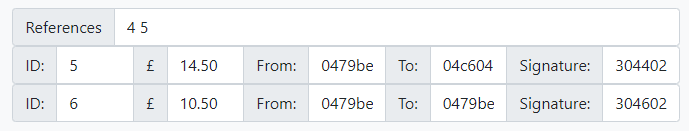 References 4 5
ID: 5 £ 14.50 From: 0479be To: 04c604 Signature: 304402
ID: 6 £ 10.50 From: 0479be To: 0479be Signature: 304602